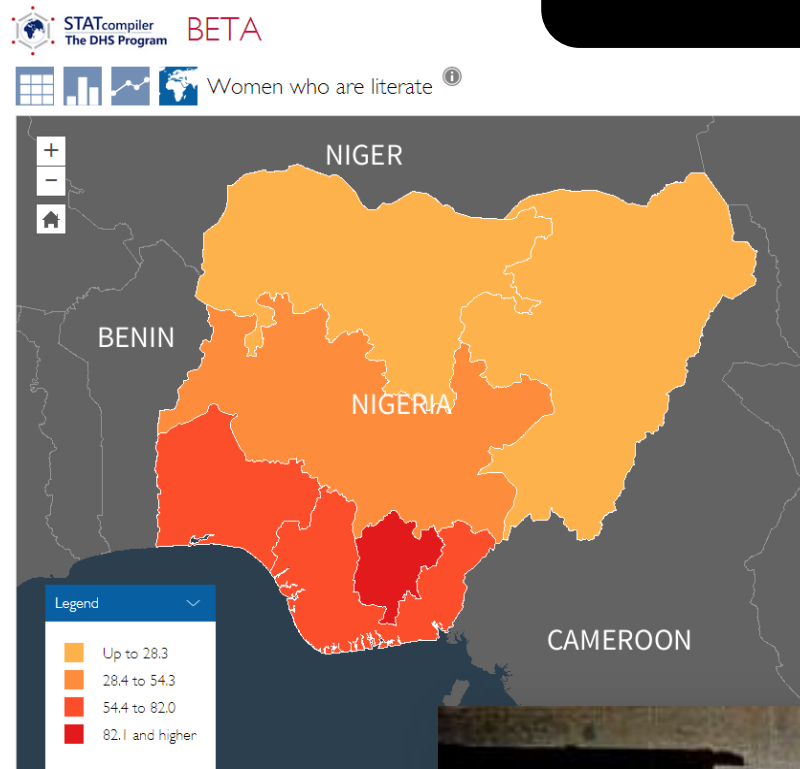 STATcompiler
The DHS Program
BETA
Women who are literate i
+
−
NIGER
BENIN
NIGERIA
CAMEROON
Legend
Up to 28.3
28.4 to 54.3
54.4 to 82.0
82.1 and higher